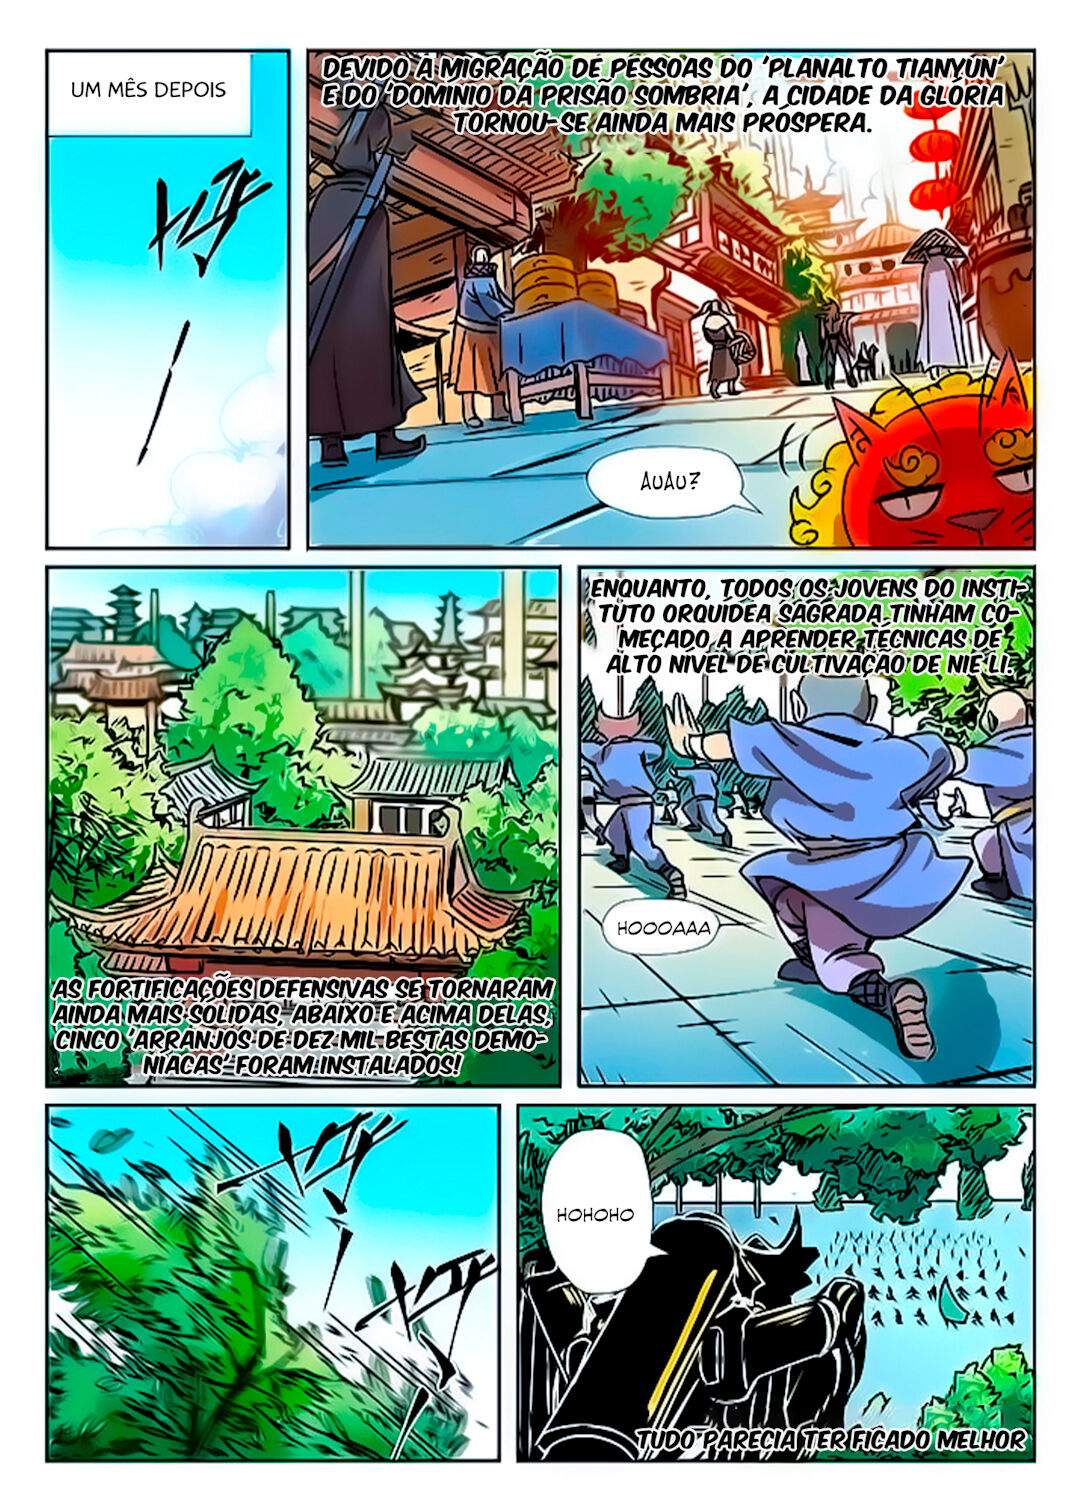 UM MÊS DEPOIS
DEVIDO À MIGRAÇÃO DE PESSOAS DO 'PLANALTO TIANYUN'
E DO 'DOMÍNIO DA PRISÃO SOMBRIA', A CIDADE DA GLÓRIA
TORNOU-SE AINDA MAIS PRÓSPERA.
AUAU?
ENQUANTO, TODOS OS JOVENS DO INSTI-
TUTO ORQUÍDEA SAGRADA TINHAM CO-
MEÇADO A APRENDER TÉCNICAS DE
ALTO NÍVEL DE CULTIVAÇÃO DE NIE LI.
HOOOAAA
AS FORTIFICAÇÕES DEFENSIVAS SE TORNARAM
AINDA MAIS SÓLIDAS, ABAIXO E ACIMA DELAS,
CINCO 'ARRANJOS DE DEZ MIL BESTAS DEMO-
NÍACAS' FORAM INSTALADOS!
HOHOHO
TUDO PARECIA TER FICADO MELHOR